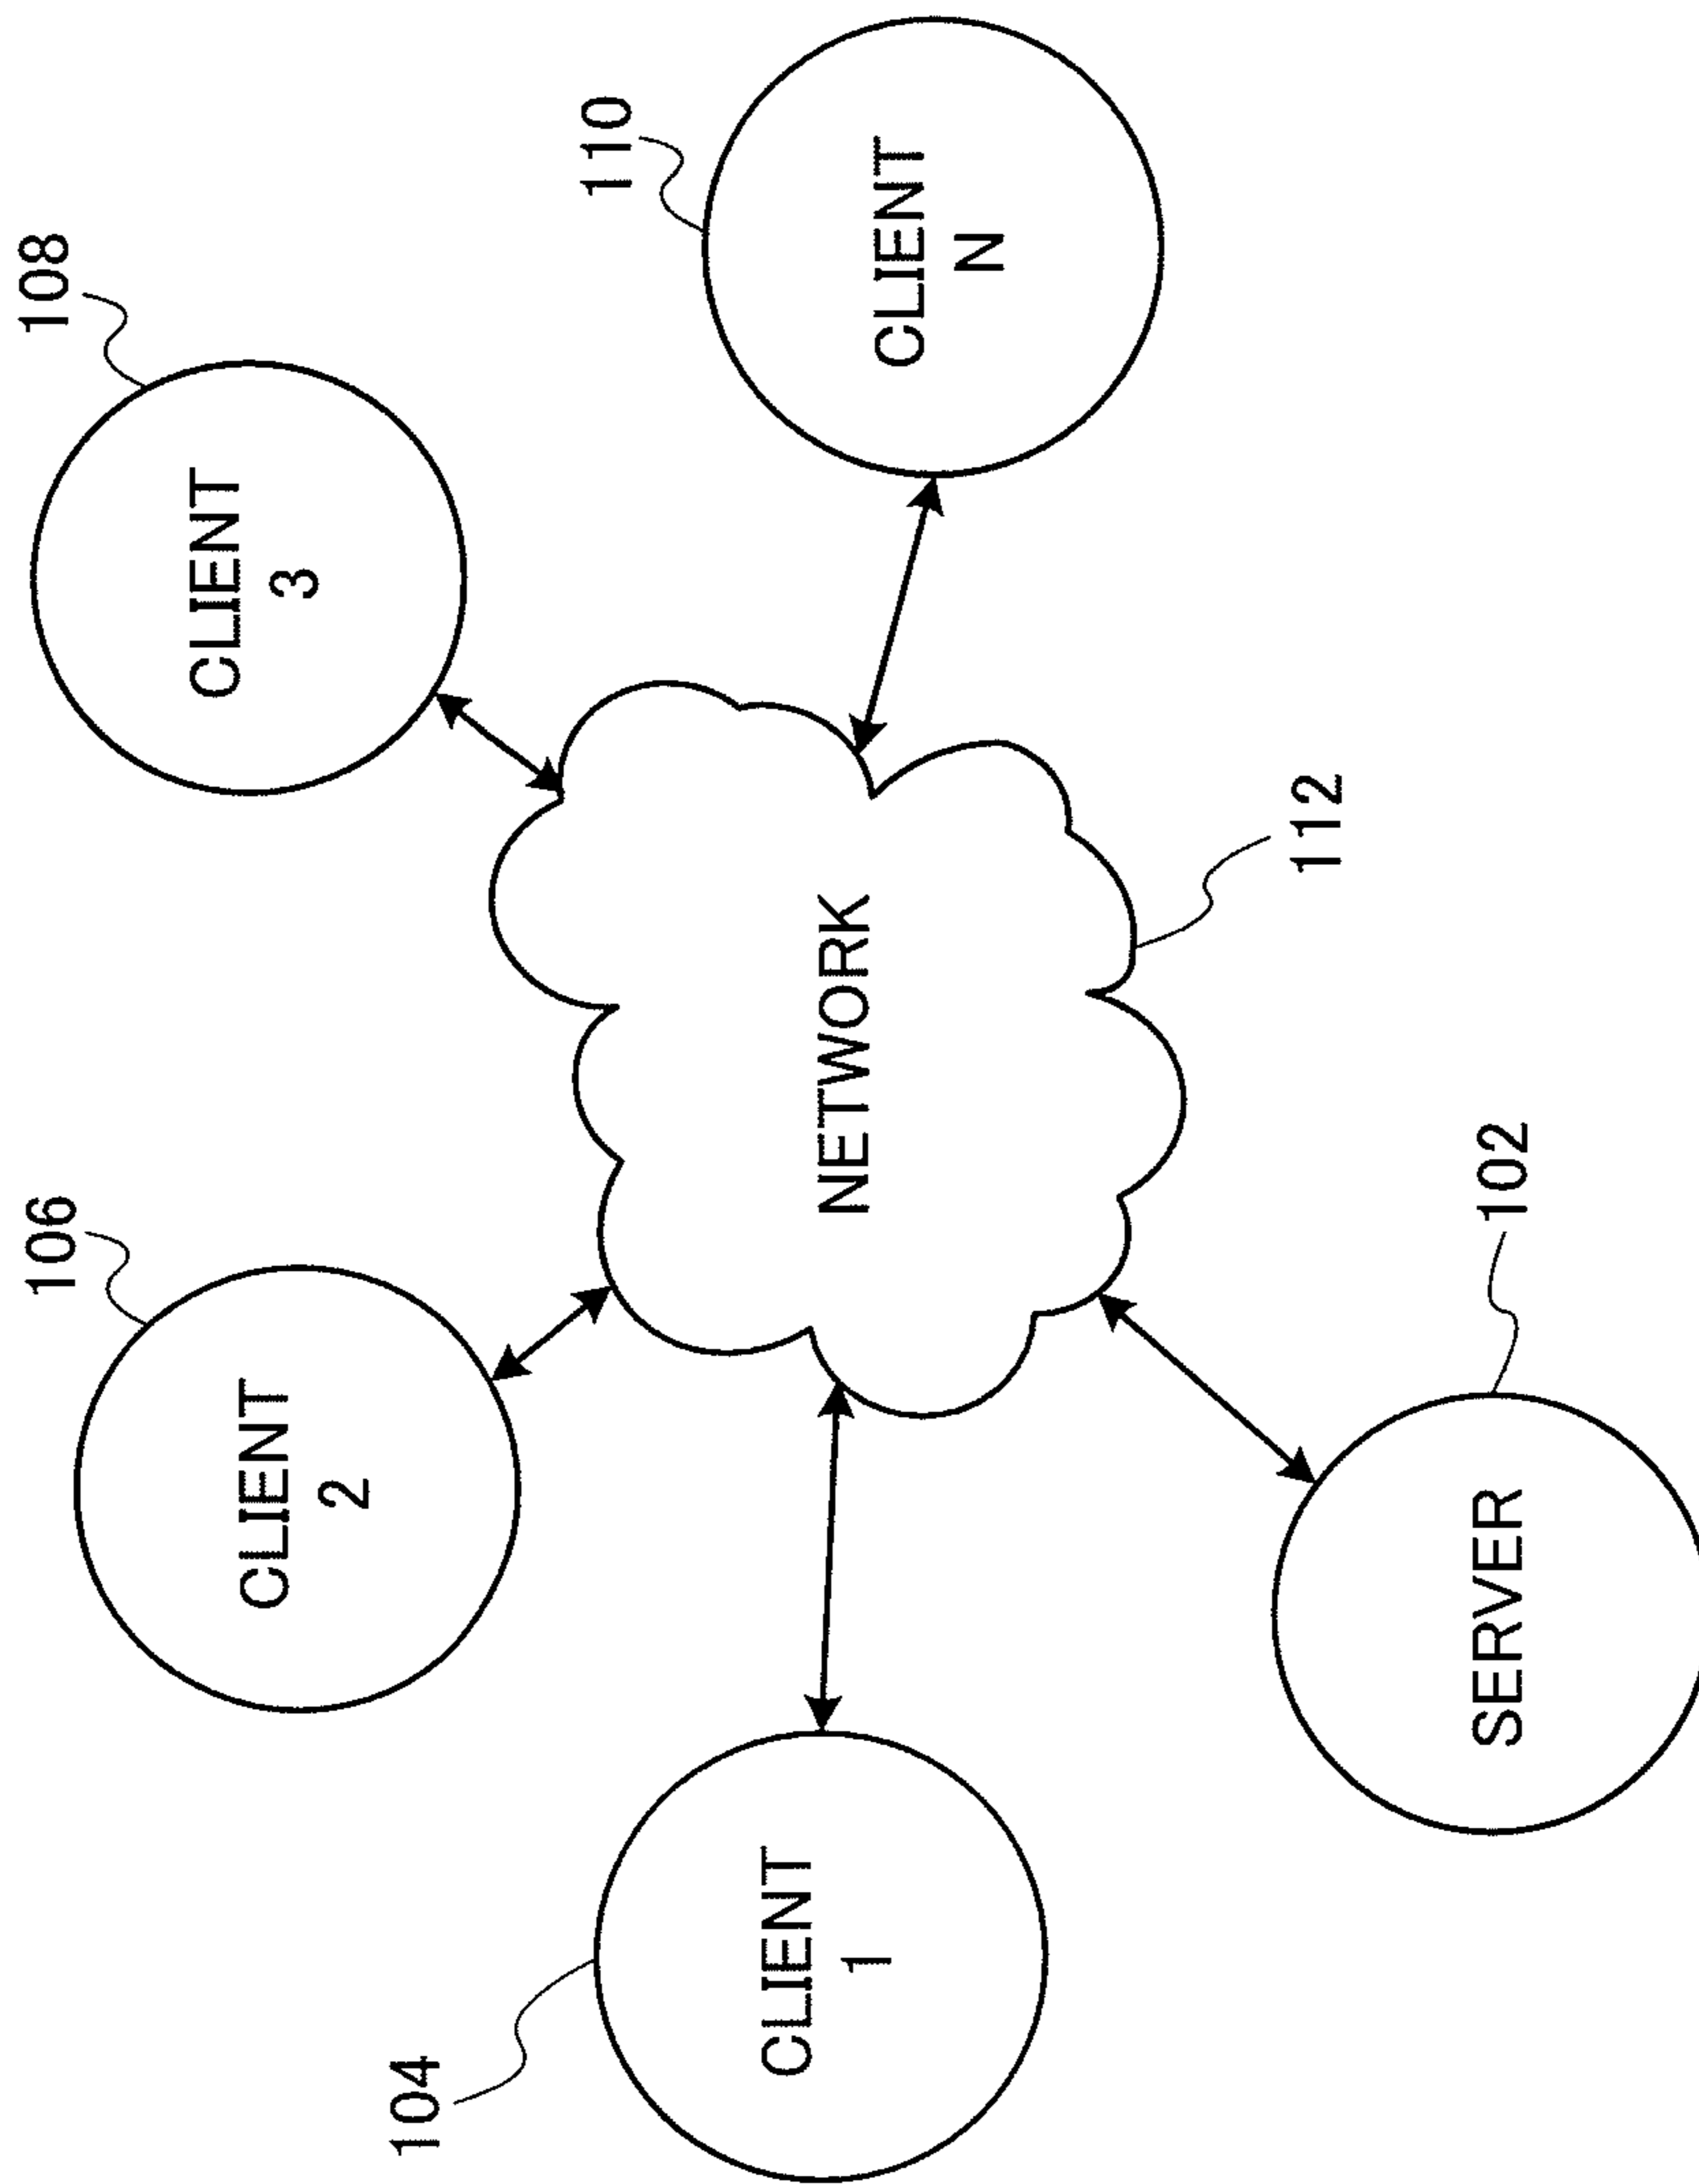 106
CLIENT
2
108
CLIENT
3
104
CLIENT
1
NETWORK
110
CLIENT
N
112
SERVER
102